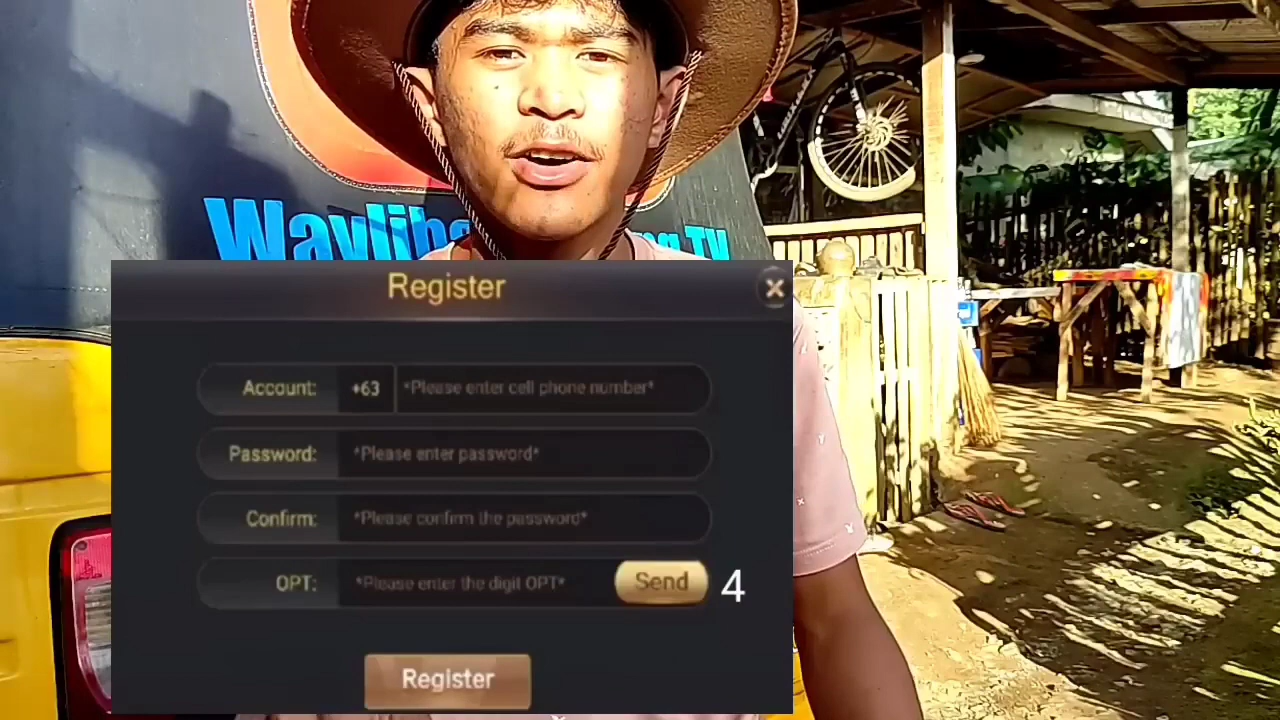 Register
Account: +63 *Please enter cell phone number*
Password: *Please enter password*
Confirm: *Please confirm the password*
OPT: *Please enter the digit OPT* Send 4
Register